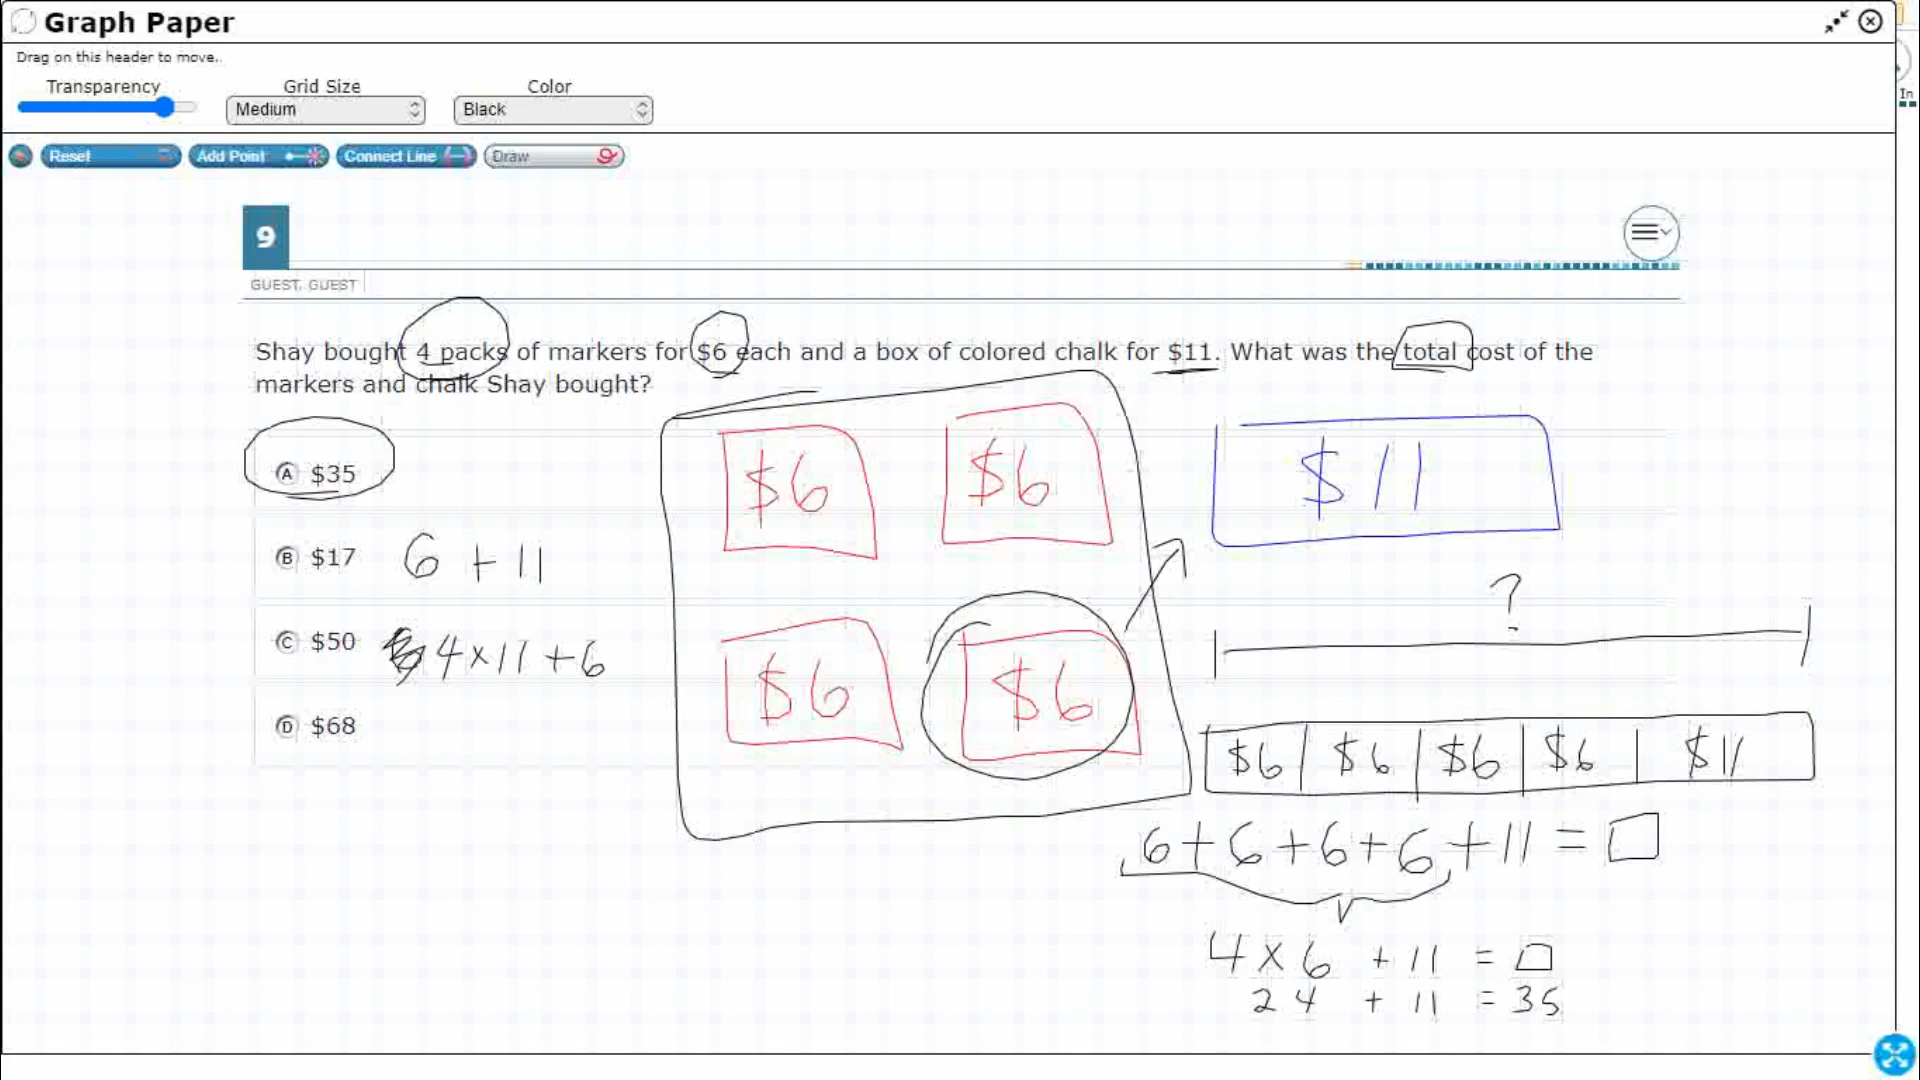 Graph Paper
Drag on this header to move..
Transparency Grid Size Color
Medium Black
In
Reset Add Point Connect Line Draw
9
GUEST, GUEST
Shay bought 4 packs of markers for $6 each and a box of colored chalk for $11. What was the total cost of the
markers and chalk Shay bought?
A $35
B $17 6 + 11
C $50 4 × 11 + 6
D $68
$6 $6 $11
$6 $6
?
$6 $6 $6 $6 $11
6 + 6 + 6 + 6 + 11 = □
4 × 6 + 11 = □
24 + 11 = 35